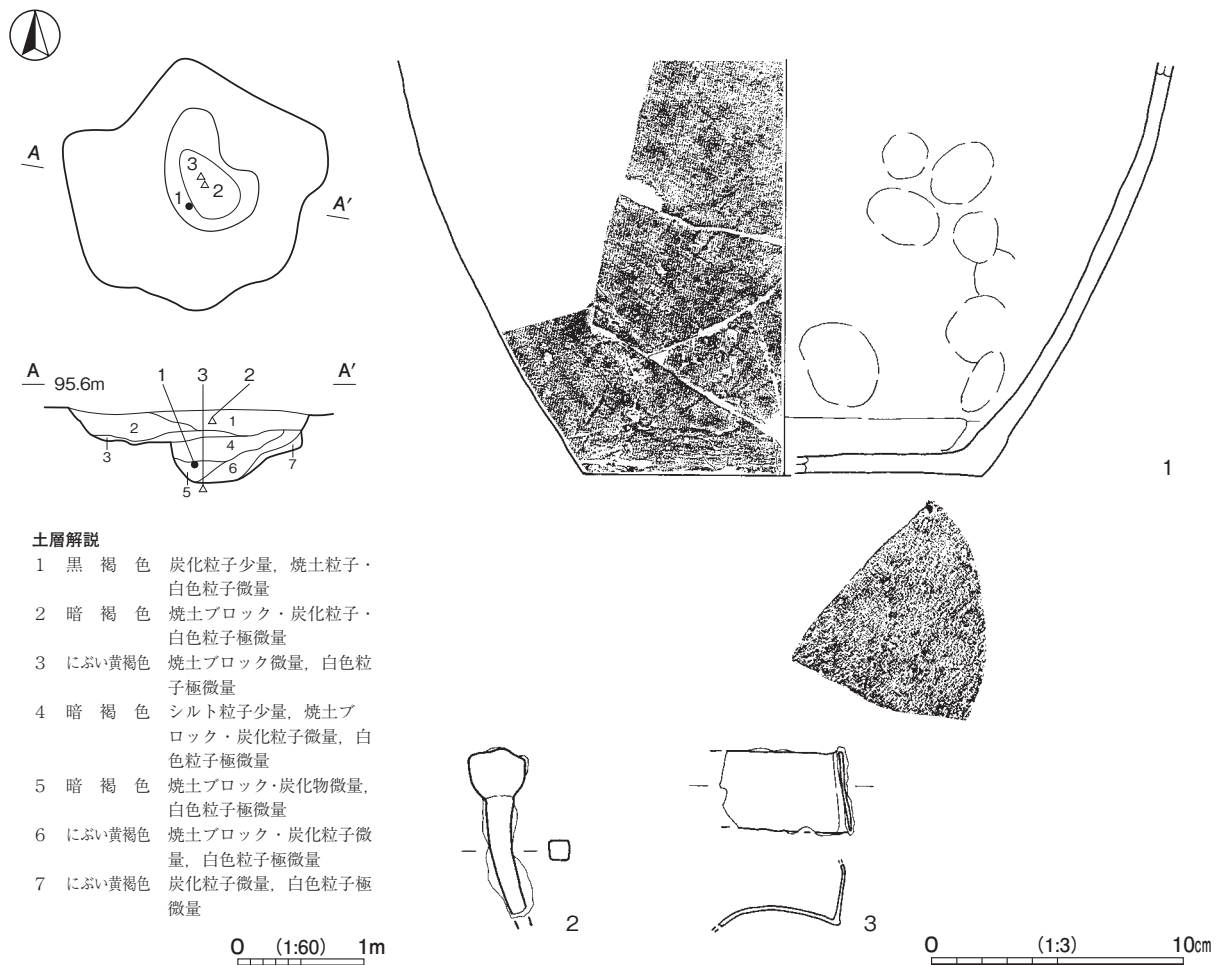 A
3
1
2
A′
A
95.6m
1
3
2
A′
2
1
3
4
5
6
7
土層解説
1 黒褐色 炭化粒子少量，焼土粒子・
白色粒子微量
2 暗褐色 焼土ブロック・炭化粒子・
白色粒子極微量
3 にぶい黄褐色 焼土ブロック微量，白色粒
子極微量
4 暗褐色 シルト粒子少量，焼土ブ
ロック・炭化粒子微量，白
色粒子極微量
5 暗褐色 焼土ブロック・炭化物微量，
白色粒子極微量
6 にぶい黄褐色 焼土ブロック・炭化粒子微
量，白色粒子極微量
7 にぶい黄褐色 炭化粒子微量，白色粒子極
微量
0 (1:60) 1m
1
2
3
0 (1:3) 10cm